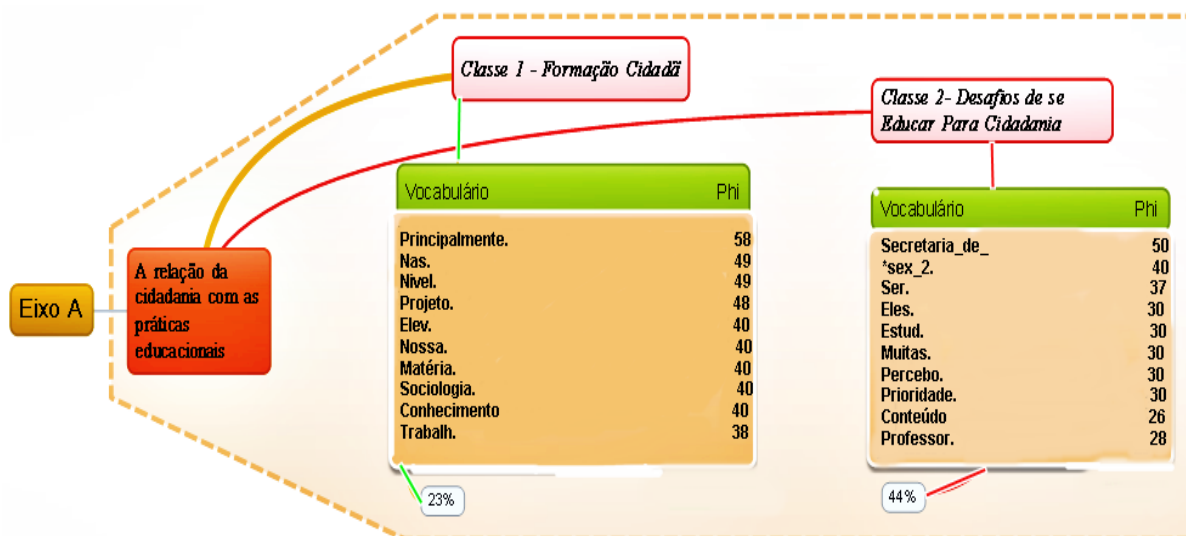 Eixo A
A relação da
cidadania com as
práticas
educacionais
Classe 1 - Formação Cidadã
Vocabulário Phi
Principalmente. 58
Nas. 49
Nivel. 49
Projeto. 48
Elev. 40
Nossa. 40
Matéria. 40
Sociologia. 40
Conhecimento 40
Trabalh. 38
23%
Classe 2- Desafios de se
Educar Para Cidadania
Vocabulário Phi
Secretaria_de_ 50
*sex_2. 40
Ser. 37
Eles. 30
Estud. 30
Muitas. 30
Percebo. 30
Prioridade. 30
Conteúdo 26
Professor. 28
44%